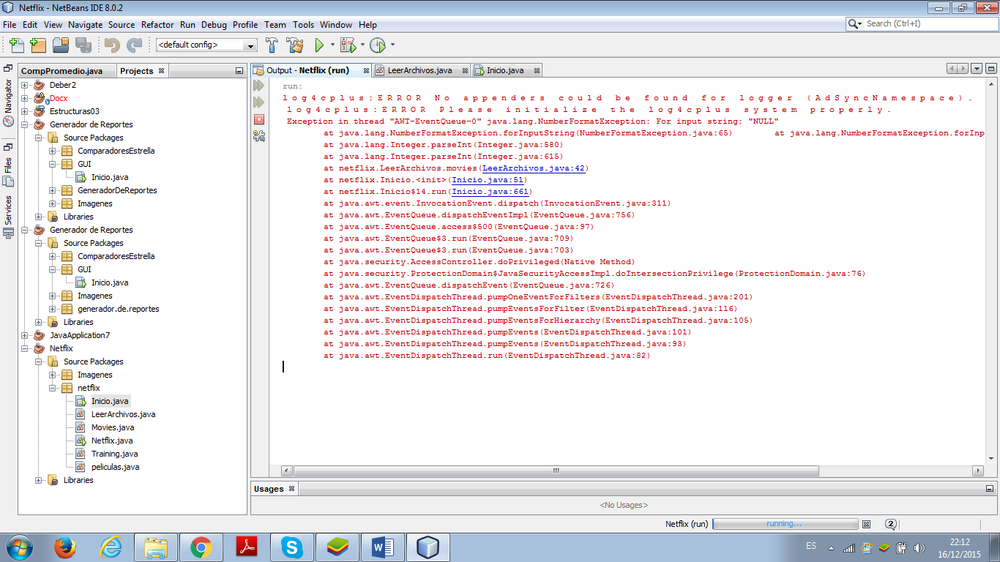 Netflix - NetBeans IDE 8.0.2
File Edit View Navigate Source Refactor Run Debug Profile Team Tools Window Help
Search (Ctrl+I)
<default config>
CompPromedio.java
Projects
Output - Netflix (run)
LeerArchivos.java
Inicio.java
Navigator
Files
Services
Deber2
Docx
Estructuras03
Generador de Reportes
Source Packages
ComparadoresEstrella
GUI
Inicio.java
GeneradorDeReportes
Imagenes
Libraries
Generador de Reportes
Source Packages
ComparadoresEstrella
GUI
Inicio.java
Imagenes
generador.de.reportes
Libraries
JavaApplication7
Netflix
Source Packages
Imagenes
netflix
Inicio.java
LeerArchivos.java
Movies.java
Netflix.java
Training.java
peliculas.java
Libraries
run:
log4cplus:ERROR No appenders could be found for logger (AdSyncNamespace).
log4cplus:ERROR Please initialize the log4cplus system properly.
Exception in thread "AWT-EventQueue-0" java.lang.NumberFormatException: For input string: "NULL"
at java.lang.NumberFormatException.forInputString(NumberFormatException.java:65) at java.lang.NumberFormatException.forInp
at java.lang.Integer.parseInt(Integer.java:580)
at java.lang.Integer.parseInt(Integer.java:615)
at netflix.LeerArchivos.movies(LeerArchivos.java:42)
at netflix.Inicio.<init>(Inicio.java:51)
at netflix.Inicio$14.run(Inicio.java:661)
at java.awt.event.InvocationEvent.dispatch(InvocationEvent.java:311)
at java.awt.EventQueue.dispatchEventImpl(EventQueue.java:756)
at java.awt.EventQueue.access$500(EventQueue.java:97)
at java.awt.EventQueue$3.run(EventQueue.java:709)
at java.awt.EventQueue$3.run(EventQueue.java:703)
at java.security.AccessController.doPrivileged(Native Method)
at java.security.ProtectionDomain$JavaSecurityAccessImpl.doIntersectionPrivilege(ProtectionDomain.java:76)
at java.awt.EventQueue.dispatchEvent(EventQueue.java:726)
at java.awt.EventDispatchThread.pumpOneEventForFilters(EventDispatchThread.java:201)
at java.awt.EventDispatchThread.pumpEventsForFilter(EventDispatchThread.java:116)
at java.awt.EventDispatchThread.pumpEventsForHierarchy(EventDispatchThread.java:105)
at java.awt.EventDispatchThread.pumpEvents(EventDispatchThread.java:101)
at java.awt.EventDispatchThread.pumpEvents(EventDispatchThread.java:93)
at java.awt.EventDispatchThread.run(EventDispatchThread.java:82)
Usages
<No Usages>
Netflix (run)
running...
2
ES
22:12
16/12/2015